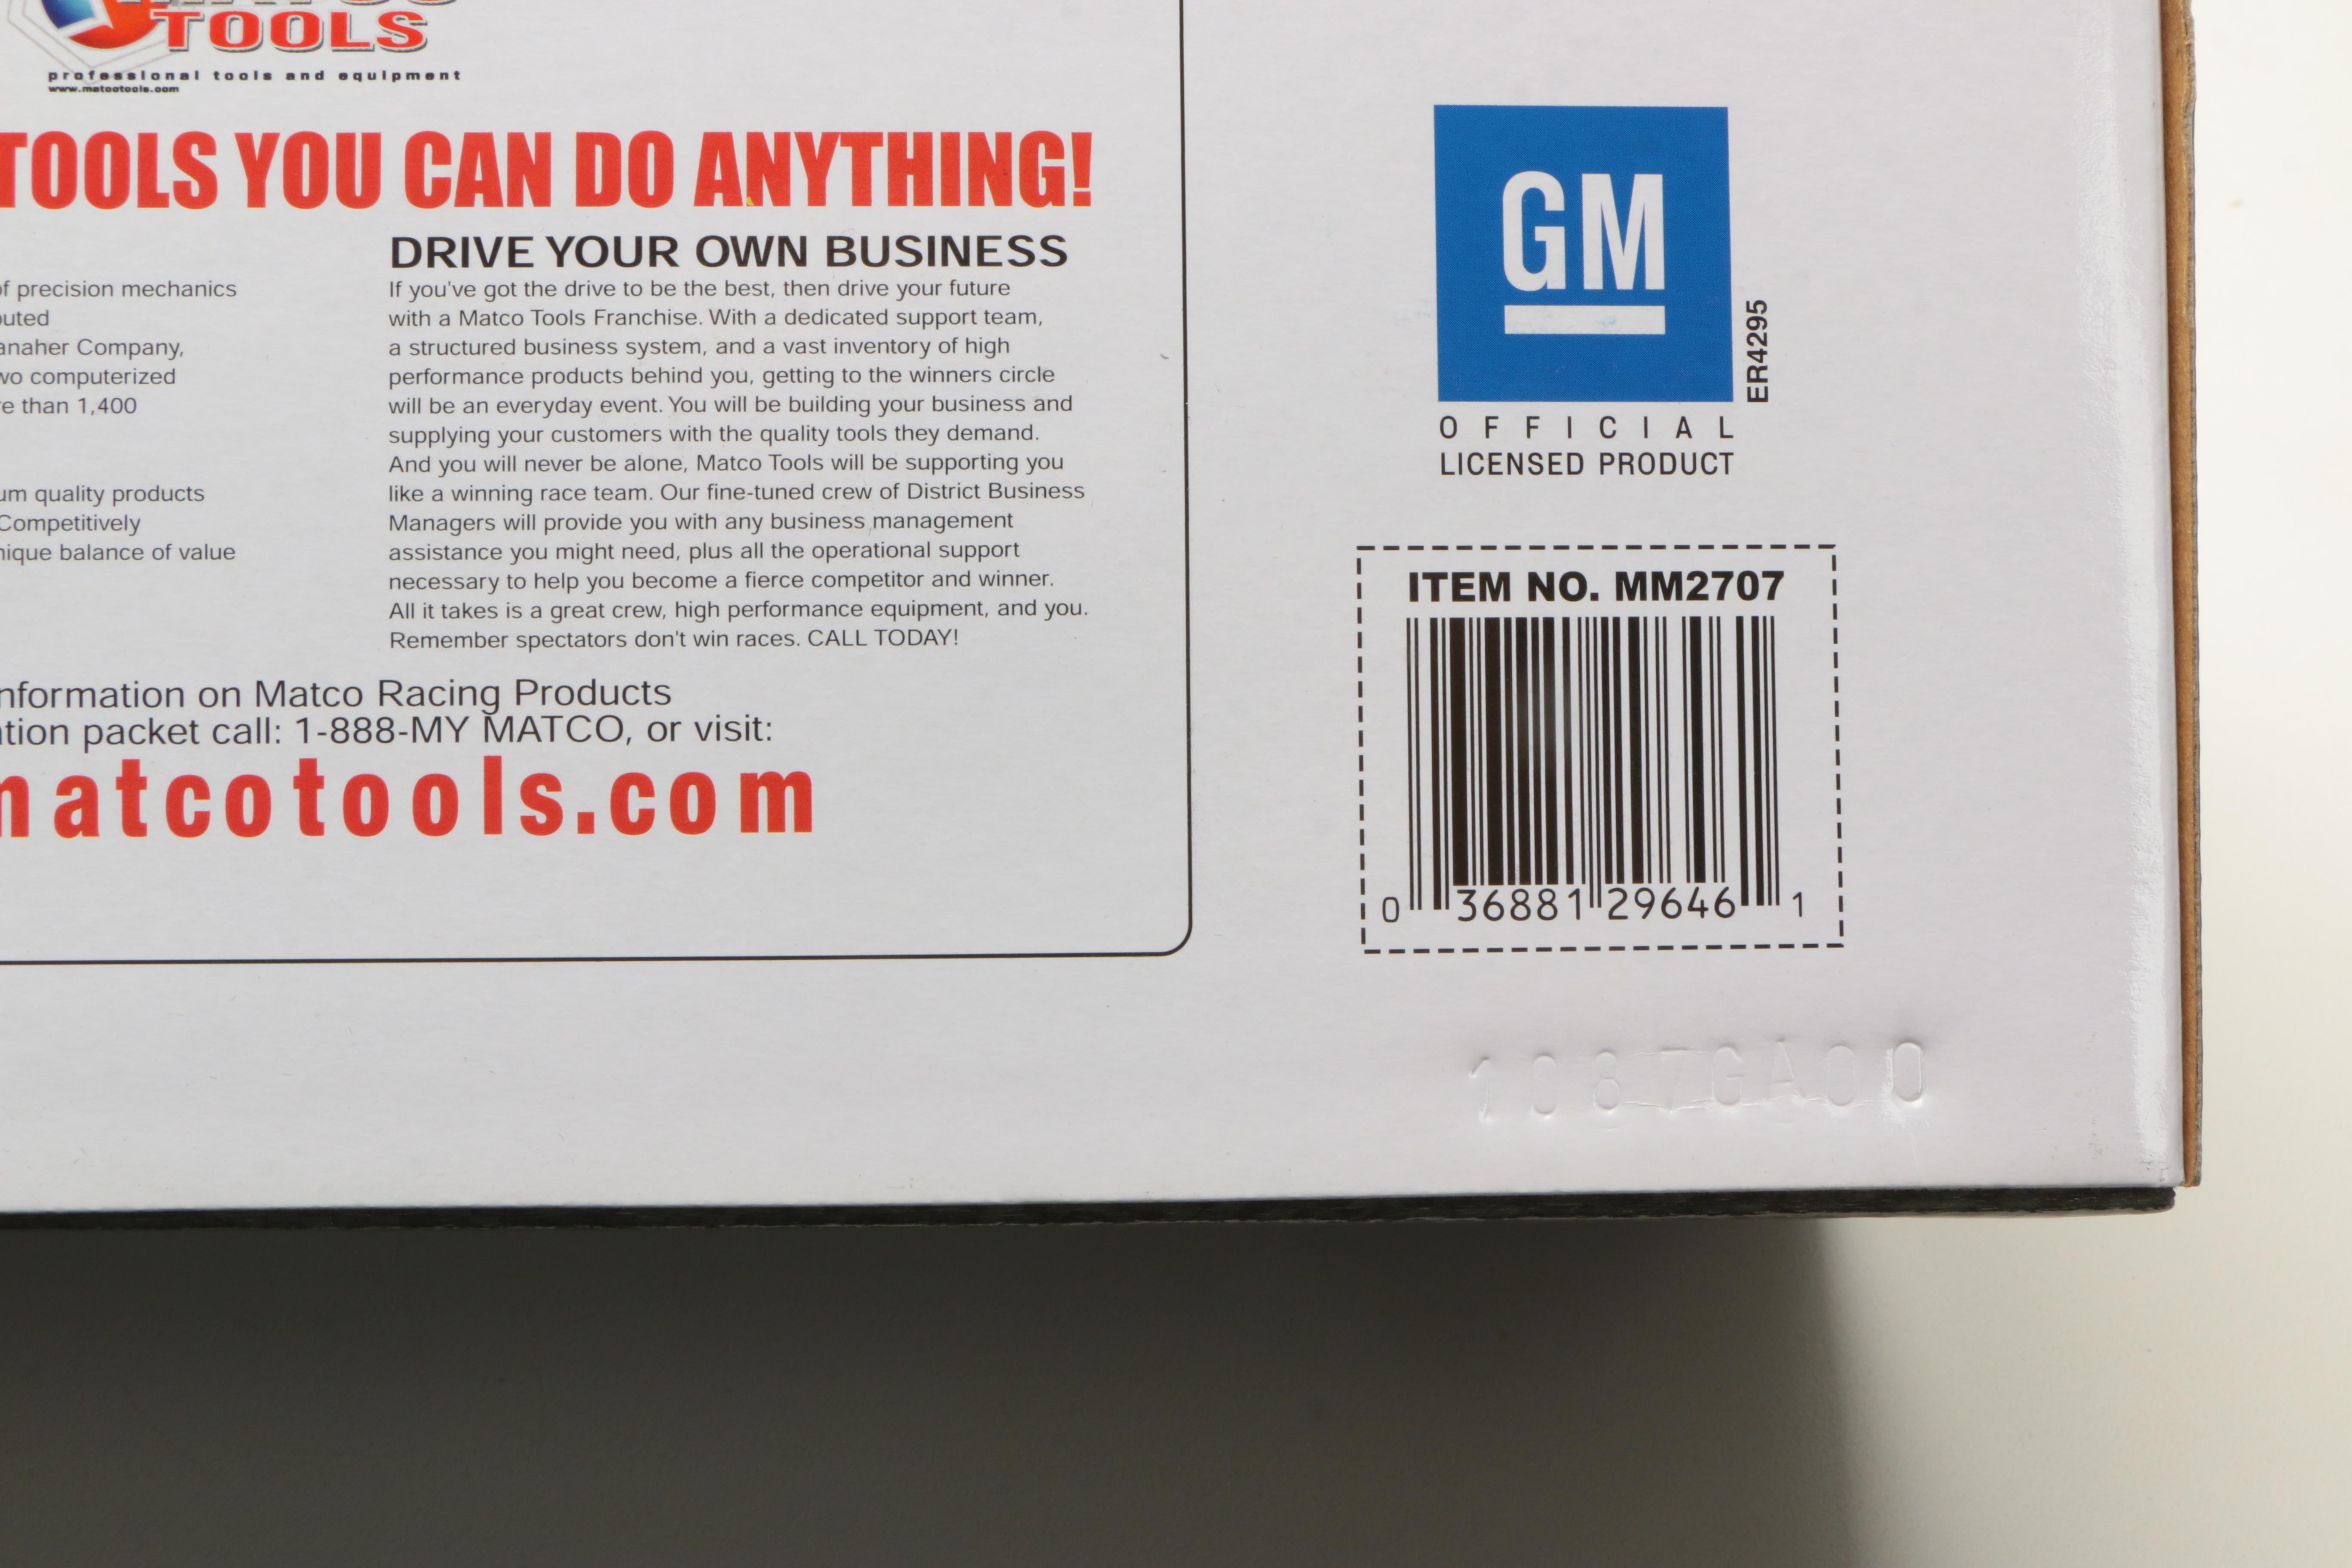 TOOLS
professional tools and equipment
www.matcotools.com
TOOLS YOU CAN DO ANYTHING!
of precision mechanics
Company,
computerized
than 1,400
quality products
Competitively
balance of value
DRIVE YOUR OWN BUSINESS
If you've got the drive to be the best, then drive your future
with a Matco Tools Franchise. With a dedicated support team,
a structured business system, and a vast inventory of high
performance products behind you, getting to the winners circle
will be an everyday event. You will be building your business and
supplying your customers with the quality tools they demand.
And you will never be alone, Matco Tools will be supporting you
like a winning race team. Our fine-tuned crew of District Business
Managers will provide you with any business management
assistance you might need, plus all the operational support
necessary to help you become a fierce competitor and winner.
All it takes is a great crew, high performance equipment, and you.
Remember spectators don't win races. CALL TODAY!
information on Matco Racing Products
packet call: 1-888-MY MATCO, or visit:
matcotools.com
GM
ER4295
OFFICIAL
LICENSED PRODUCT
ITEM NO. MM2707
0 36881 29646 1
1087GA00